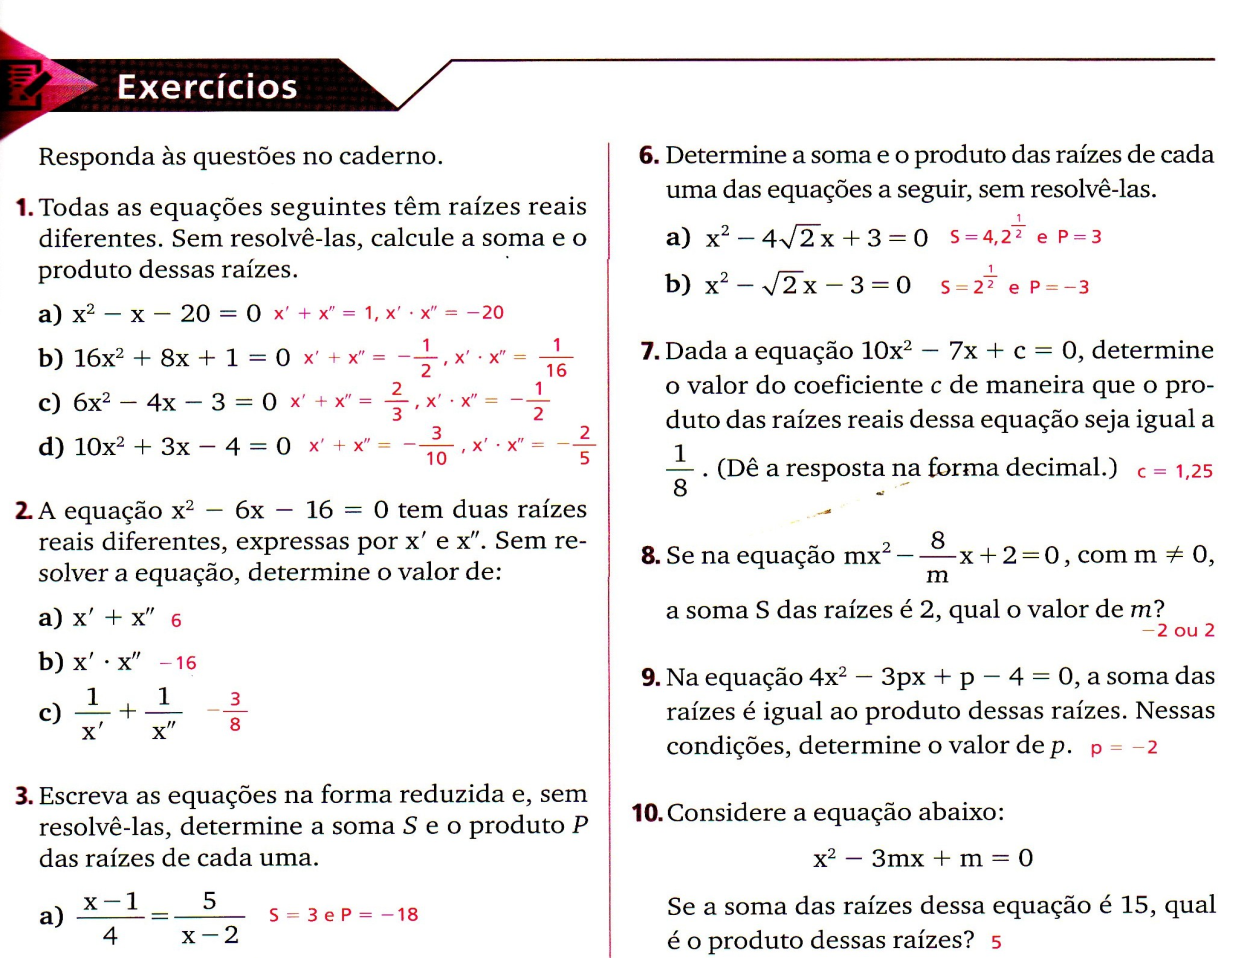 Exercícios
Responda às questões no caderno.
1. Todas as equações seguintes têm raízes reais
diferentes. Sem resolvê-las, calcule a soma e o
produto dessas raízes.
a) x² − x − 20 = 0 x′ + x″ = 1, x′ · x″ = −20
b) 16x² + 8x + 1 = 0 x′ + x″ = −1/2, x′ · x″ = 1/16
c) 6x² − 4x − 3 = 0 x′ + x″ = 2/3, x′ · x″ = −1/2
d) 10x² + 3x − 4 = 0 x′ + x″ = −3/10, x′ · x″ = −2/5
2. A equação x² − 6x − 16 = 0 tem duas raízes
reais diferentes, expressas por x′ e x″. Sem re-
solver a equação, determine o valor de:
a) x′ + x″ 6
b) x′ · x″ −16
c) 1/x′ + 1/x″ −3/8
3. Escreva as equações na forma reduzida e, sem
resolvê-las, determine a soma S e o produto P
das raízes de cada uma.
a) (x−1)/4 = 5/(x−2) S = 3 e P = −18
6. Determine a soma e o produto das raízes de cada
uma das equações a seguir, sem resolvê-las.
a) x² − 4√2x + 3 = 0 S = 4,2^(1/2) e P = 3
b) x² − √2x − 3 = 0 S = 2^(1/2) e P = −3
7. Dada a equação 10x² − 7x + c = 0, determine
o valor do coeficiente c de maneira que o pro-
duto das raízes reais dessa equação seja igual a
1/8. (Dê a resposta na forma decimal.) c = 1,25
8. Se na equação mx² − 8/m x + 2 = 0, com m ≠ 0,
a soma S das raízes é 2, qual o valor de m?
−2 ou 2
9. Na equação 4x² − 3px + p − 4 = 0, a soma das
raízes é igual ao produto dessas raízes. Nessas
condições, determine o valor de p. p = −2
10. Considere a equação abaixo:
x² − 3mx + m = 0
Se a soma das raízes dessa equação é 15, qual
é o produto dessas raízes? 5